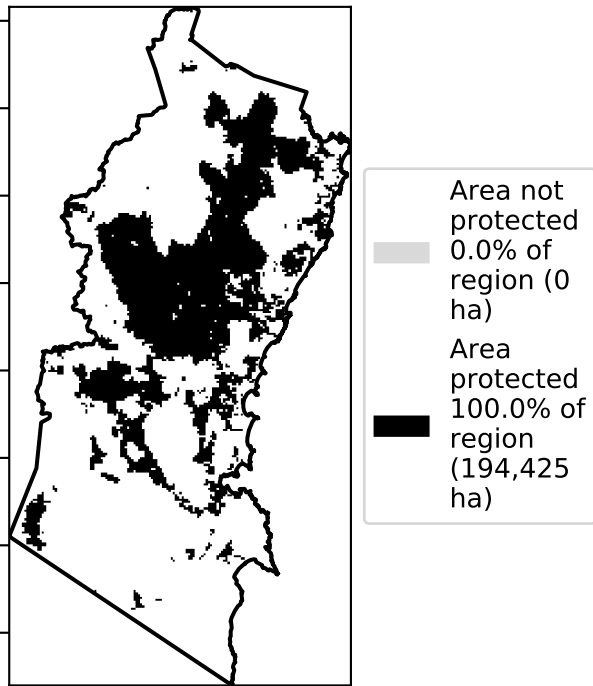 Area not
protected
0.0% of
region (0
ha)
Area
protected
100.0% of
region
(194,425
ha)